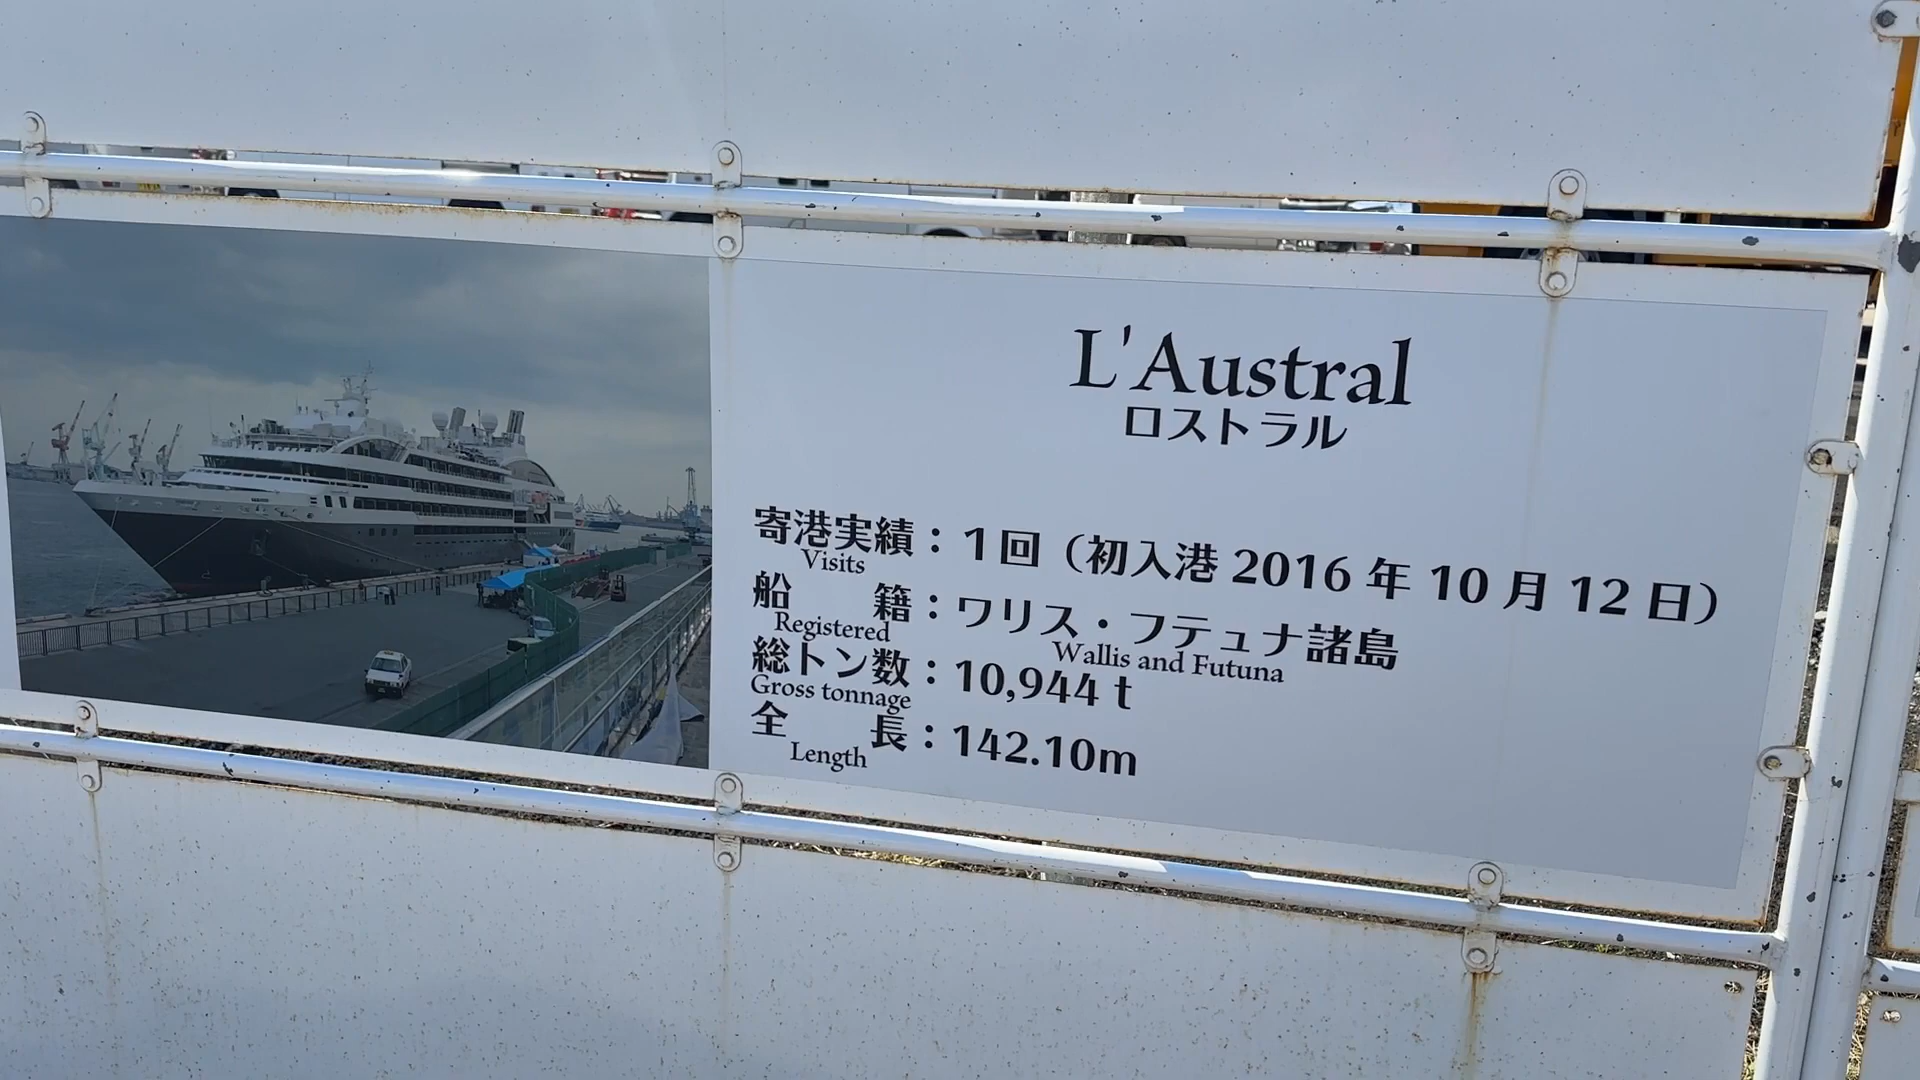 L'Austral
ロストラル
寄港実績：1回（初入港 2016 年 10 月 12 日）
Visits
船　　籍：ワリス・フテュナ諸島
Registered Wallis and Futuna
総トン数：10,944 t
Gross tonnage
全　　長：142.10m
Length